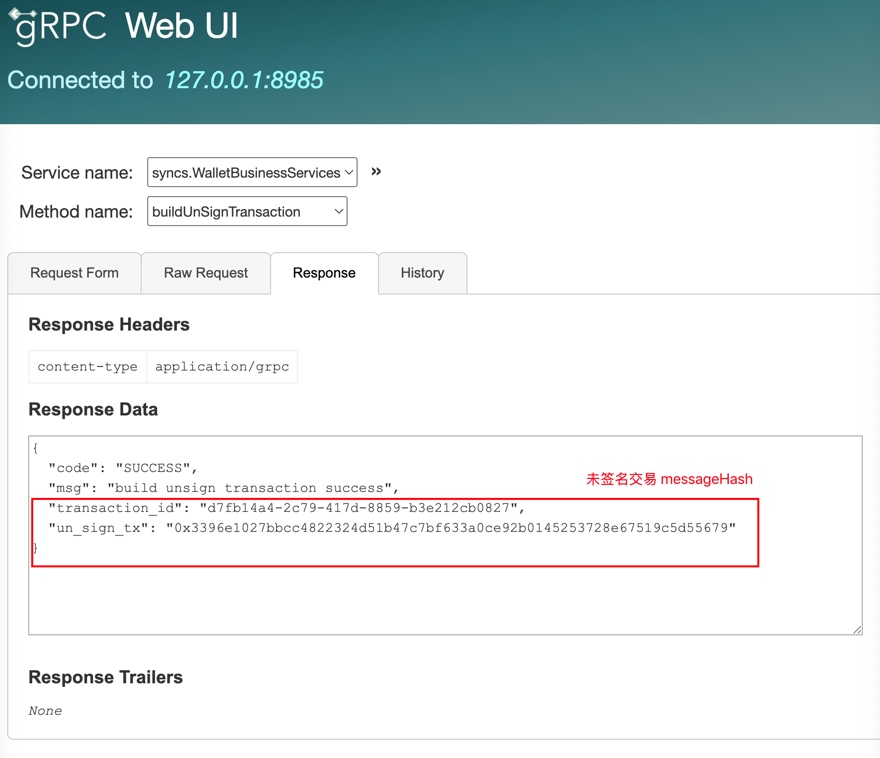 gRPC Web UI
Connected to 127.0.0.1:8985
Service name: syncs.WalletBusinessServices »
Method name: buildUnSignTransaction
Request Form Raw Request Response History
Response Headers
content-type application/grpc
Response Data
{
"code": "SUCCESS",
未签名交易 messageHash
"msg": "build unsign transaction success",
"transaction_id": "d7fb14a4-2c79-417d-8859-b3e212cb0827",
"un_sign_tx": "0x3396e1027bbcc4822324d51b47c7bf633a0ce92b0145253728e67519c5d55679"
}
Response Trailers
None